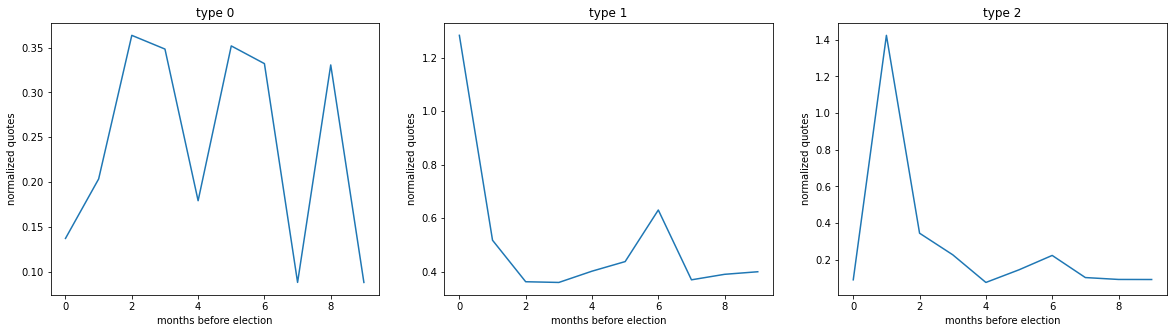 type 0
normalized quotes
0.35
0.30
0.25
0.20
0.15
0.10
0 2 4 6 8
months before election
type 1
normalized quotes
1.2
1.0
0.8
0.6
0.4
0 2 4 6 8
months before election
type 2
normalized quotes
1.4
1.2
1.0
0.8
0.6
0.4
0.2
0 2 4 6 8
months before election